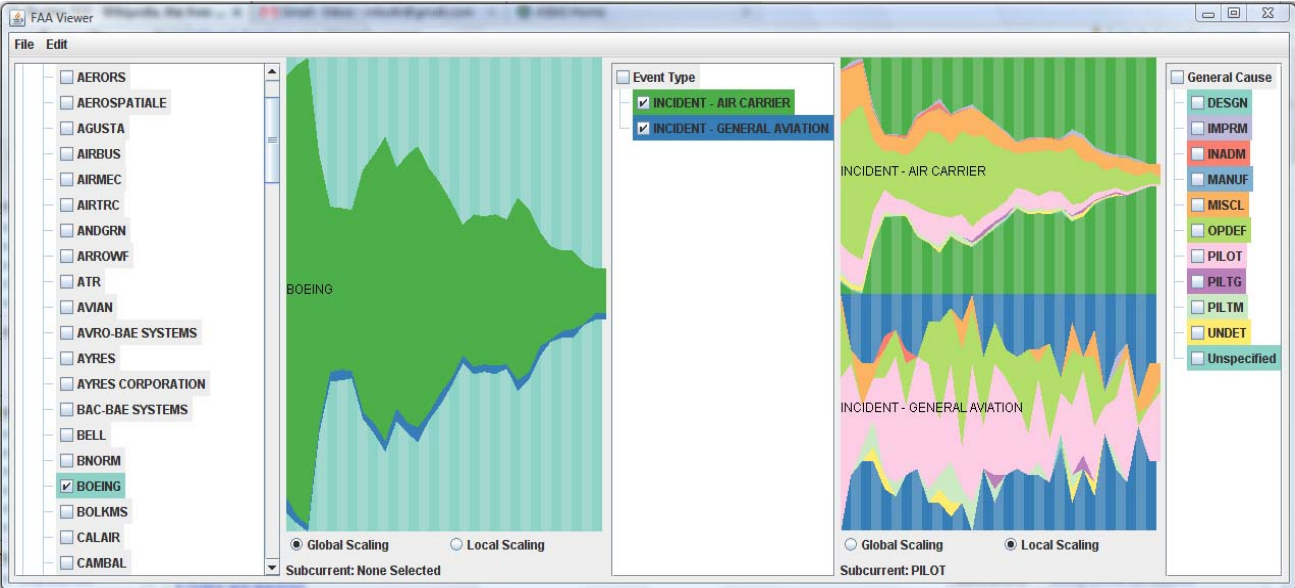 FAA Viewer
File Edit
AERORS
AEROSPATIALE
AGUSTA
AIRBUS
AIRMEC
AIRTRC
ANDGRN
ARROWF
ATR
AVIAN
AVRO-BAE SYSTEMS
AYRES
AYRES CORPORATION
BAC-BAE SYSTEMS
BELL
BNORM
BOEING
BOLKMS
CALAIR
CAMBAL
BOEING
Global Scaling Local Scaling
Subcurrent: None Selected
Event Type
INCIDENT - AIR CARRIER
INCIDENT - GENERAL AVIATION
INCIDENT - AIR CARRIER
INCIDENT - GENERAL AVIATION
Global Scaling Local Scaling
Subcurrent: PILOT
General Cause
DESGN
IMPRM
INADM
MANUF
MISCL
OPDEF
PILOT
PILTG
PILTM
UNDET
Unspecified